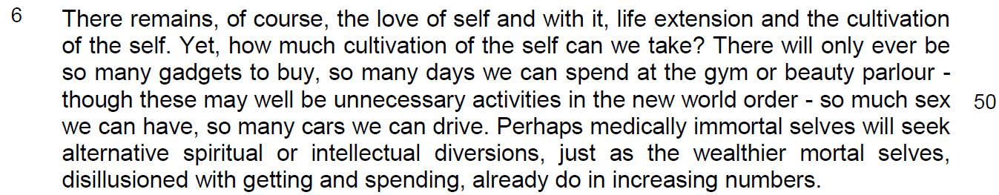 6 There remains, of course, the love of self and with it, life extension and the cultivation
of the self. Yet, how much cultivation of the self can we take? There will only ever be
so many gadgets to buy, so many days we can spend at the gym or beauty parlour -
though these may well be unnecessary activities in the new world order - so much sex 50
we can have, so many cars we can drive. Perhaps medically immortal selves will seek
alternative spiritual or intellectual diversions, just as the wealthier mortal selves,
disillusioned with getting and spending, already do in increasing numbers.